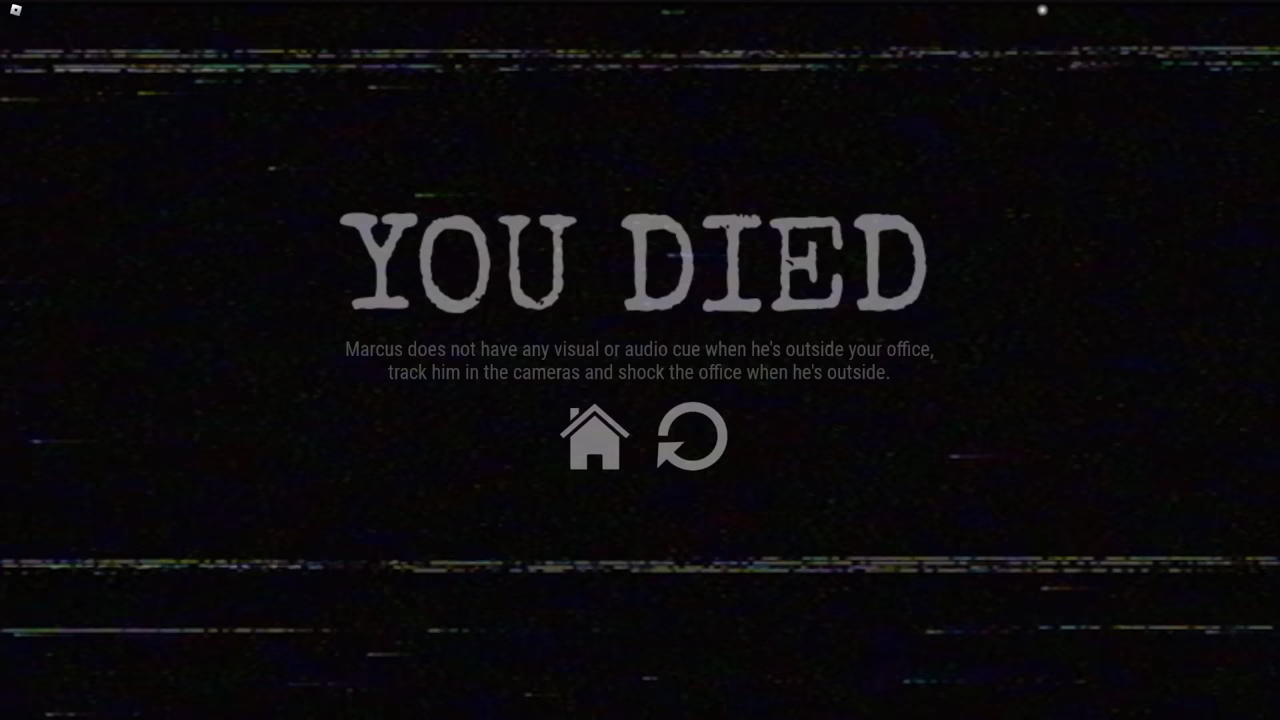 YOU DIED
Marcus does not have any visual or audio cue when he's outside your office,
track him in the cameras and shock the office when he's outside.